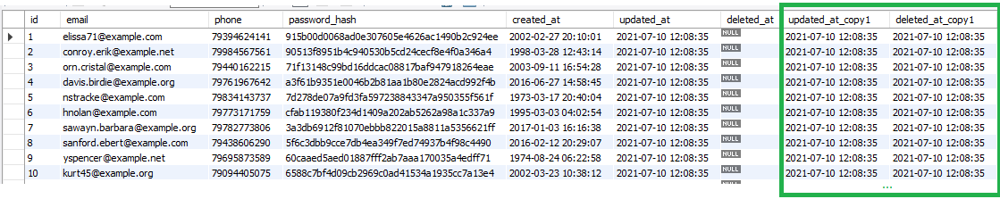 id email phone password_hash created_at updated_at deleted_at updated_at_copy1 deleted_at_copy1
1 elissa71@example.com 79394624141 915b00d0068ad0e307605e4626ac1490b2c924ee 2002-02-27 20:10:01 2021-07-10 12:08:35 NULL 2021-07-10 12:08:35 2021-07-10 12:08:35
2 conroy.erik@example.net 79984567561 90513f8951b4c940530b5cd24cecf8e4f0a346a4 1998-03-28 12:43:14 2021-07-10 12:08:35 NULL 2021-07-10 12:08:35 2021-07-10 12:08:35
3 orn.cristal@example.com 79440162215 71f13148c99bd16ddcac08817baf947918264eae 2003-09-11 16:54:28 2021-07-10 12:08:35 NULL 2021-07-10 12:08:35 2021-07-10 12:08:35
4 davis.birdie@example.org 79761967642 a3f61b9351e0046b2b81aa1b80e2824acd992f4b 2016-06-27 14:58:45 2021-07-10 12:08:35 NULL 2021-07-10 12:08:35 2021-07-10 12:08:35
5 nstracke@example.com 79834143737 7d278de07a9fd3fa597238843347a950355f561f 1973-03-17 20:40:04 2021-07-10 12:08:35 NULL 2021-07-10 12:08:35 2021-07-10 12:08:35
6 hnolan@example.com 79773171759 cfab119380f234d1409a202ab5262a98a1c337a9 1995-03-03 04:02:54 2021-07-10 12:08:35 NULL 2021-07-10 12:08:35 2021-07-10 12:08:35
7 sawayn.barbara@example.org 79782773806 3a3db6912f81070ebbb822015a8811a5356621ff 2017-01-03 16:16:38 2021-07-10 12:08:35 NULL 2021-07-10 12:08:35 2021-07-10 12:08:35
8 sanford.ebert@example.com 79438606290 5f6c3dbb9cce7db4ea349f7ed74937b4f98c4490 2016-02-12 20:29:07 2021-07-10 12:08:35 NULL 2021-07-10 12:08:35 2021-07-10 12:08:35
9 yspencer@example.net 79695873589 60caaed5aed01887fff2ab7aaa170035a4edff71 1974-08-24 06:22:58 2021-07-10 12:08:35 NULL 2021-07-10 12:08:35 2021-07-10 12:08:35
10 kurt45@example.org 79094405075 6588c7bf4d09cb2969c0ad41534a1935cc7a13e4 2002-03-23 10:38:12 2021-07-10 12:08:35 NULL 2021-07-10 12:08:35 2021-07-10 12:08:35
...